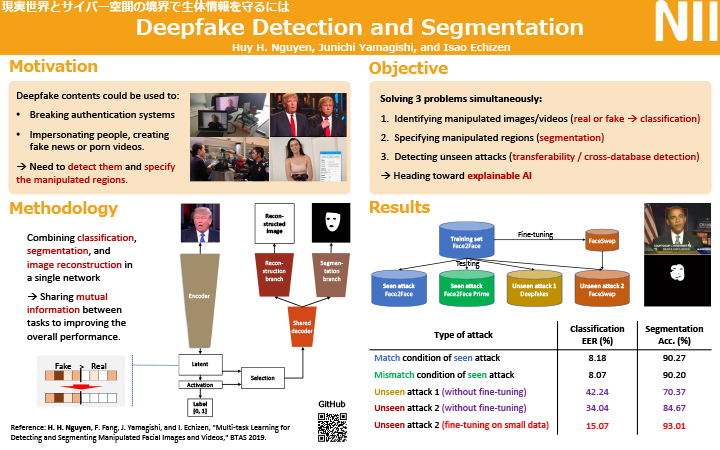 現実世界とサイバー空間の境界で生体情報を守るには
Deepfake Detection and Segmentation
Huy H. Nguyen, Junichi Yamagishi, and Isao Echizen
NII
Motivation
Deepfake contents could be used to:
• Breaking authentication systems
• Impersonating people, creating
fake news or porn videos.
→ Need to detect them and specify
the manipulated regions.
Objective
Solving 3 problems simultaneously:
1. Identifying manipulated images/videos (real or fake → classification)
2. Specifying manipulated regions (segmentation)
3. Detecting unseen attacks (transferability / cross-database detection)
→ Heading toward explainable AI
Methodology
Combining classification,
segmentation, and
image reconstruction in
a single network
→ Sharing mutual
information between
tasks to improving the
overall performance.
Fake > Real
Recon-
structed
image
Encoder
Recon-
struction
branch
Segmen-
tation
branch
Shared
decoder
Latent
Activation
Selection
Label
[0, 1]
GitHub
Reference: H. H. Nguyen, F. Fang, J. Yamagishi, and I. Echizen, "Multi-task Learning for
Detecting and Segmenting Manipulated Facial Images and Videos," BTAS 2019.
Results
Training set
Face2Face
Fine-tuning
FaceSwap
Testing
Seen attack
Face2Face
Seen attack
Face2Face Prime
Unseen attack 1
Deepfakes
Unseen attack 2
FaceSwap
Type of attack Classification EER (%) Segmentation Acc. (%)
Match condition of seen attack 8.18 90.27
Mismatch condition of seen attack 8.07 90.20
Unseen attack 1 (without fine-tuning) 42.24 70.37
Unseen attack 2 (without fine-tuning) 34.04 84.67
Unseen attack 2 (fine-tuning on small data) 15.07 93.01